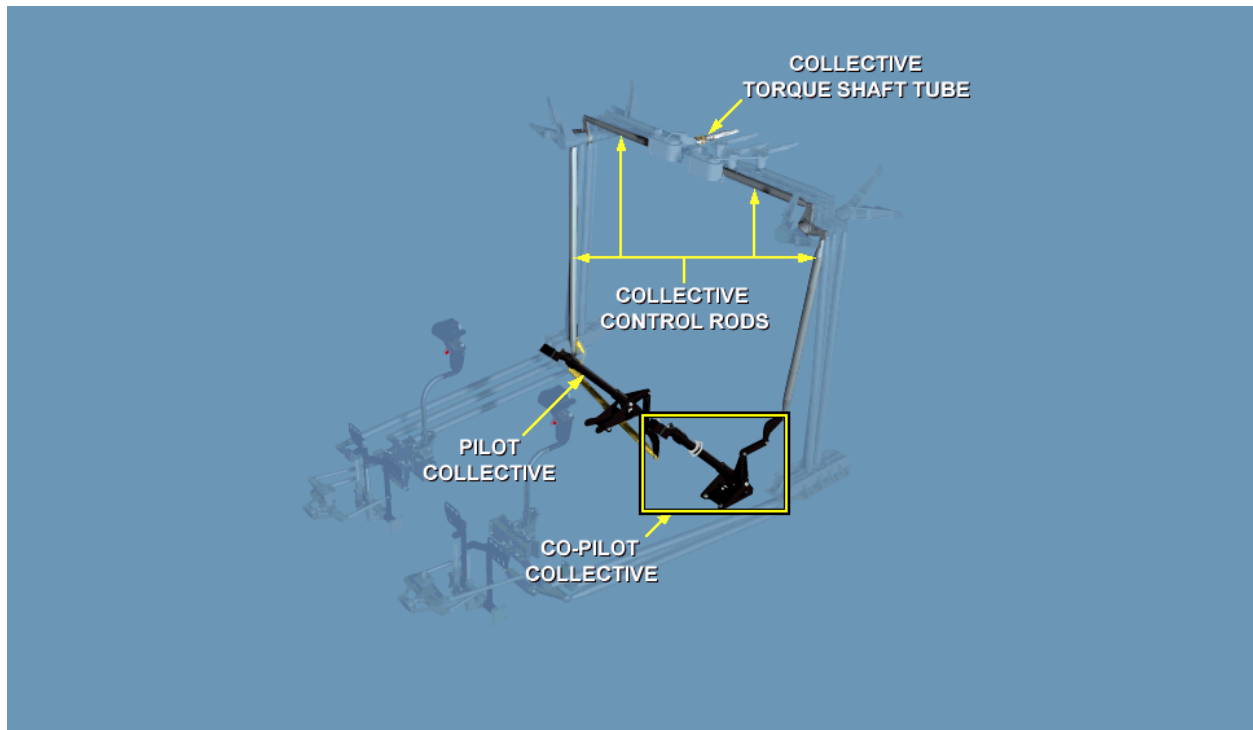 COLLECTIVE
TORQUE SHAFT TUBE
COLLECTIVE
CONTROL RODS
PILOT
COLLECTIVE
CO-PILOT
COLLECTIVE